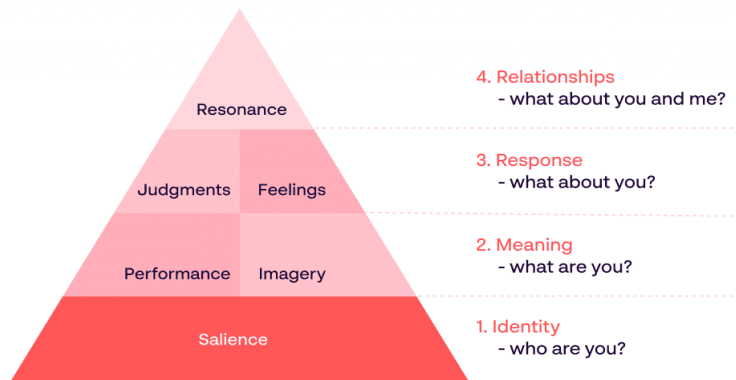 4. Relationships
- what about you and me?
Resonance
3. Response
- what about you?
Judgments
Feelings
2. Meaning
- what are you?
Performance
Imagery
1. Identity
- who are you?
Salience